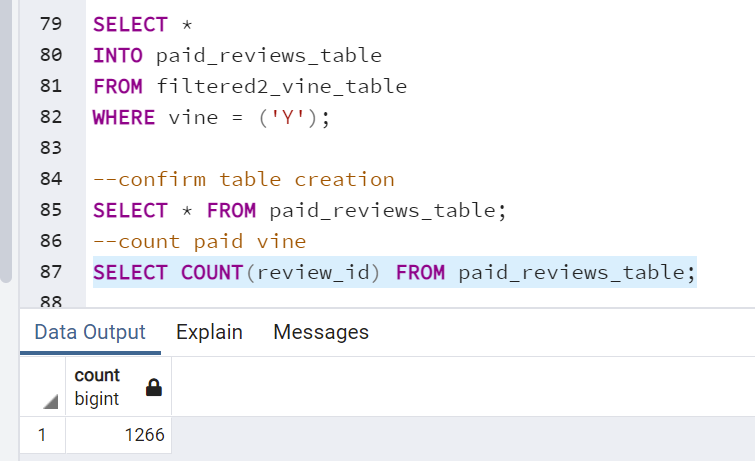 79 SELECT *
80 INTO paid_reviews_table
81 FROM filtered2_vine_table
82 WHERE vine = ('Y');
83
84 --confirm table creation
85 SELECT * FROM paid_reviews_table;
86 --count paid vine
87 SELECT COUNT(review_id) FROM paid_reviews_table;
88
Data Output Explain Messages
count
bigint
1 1266